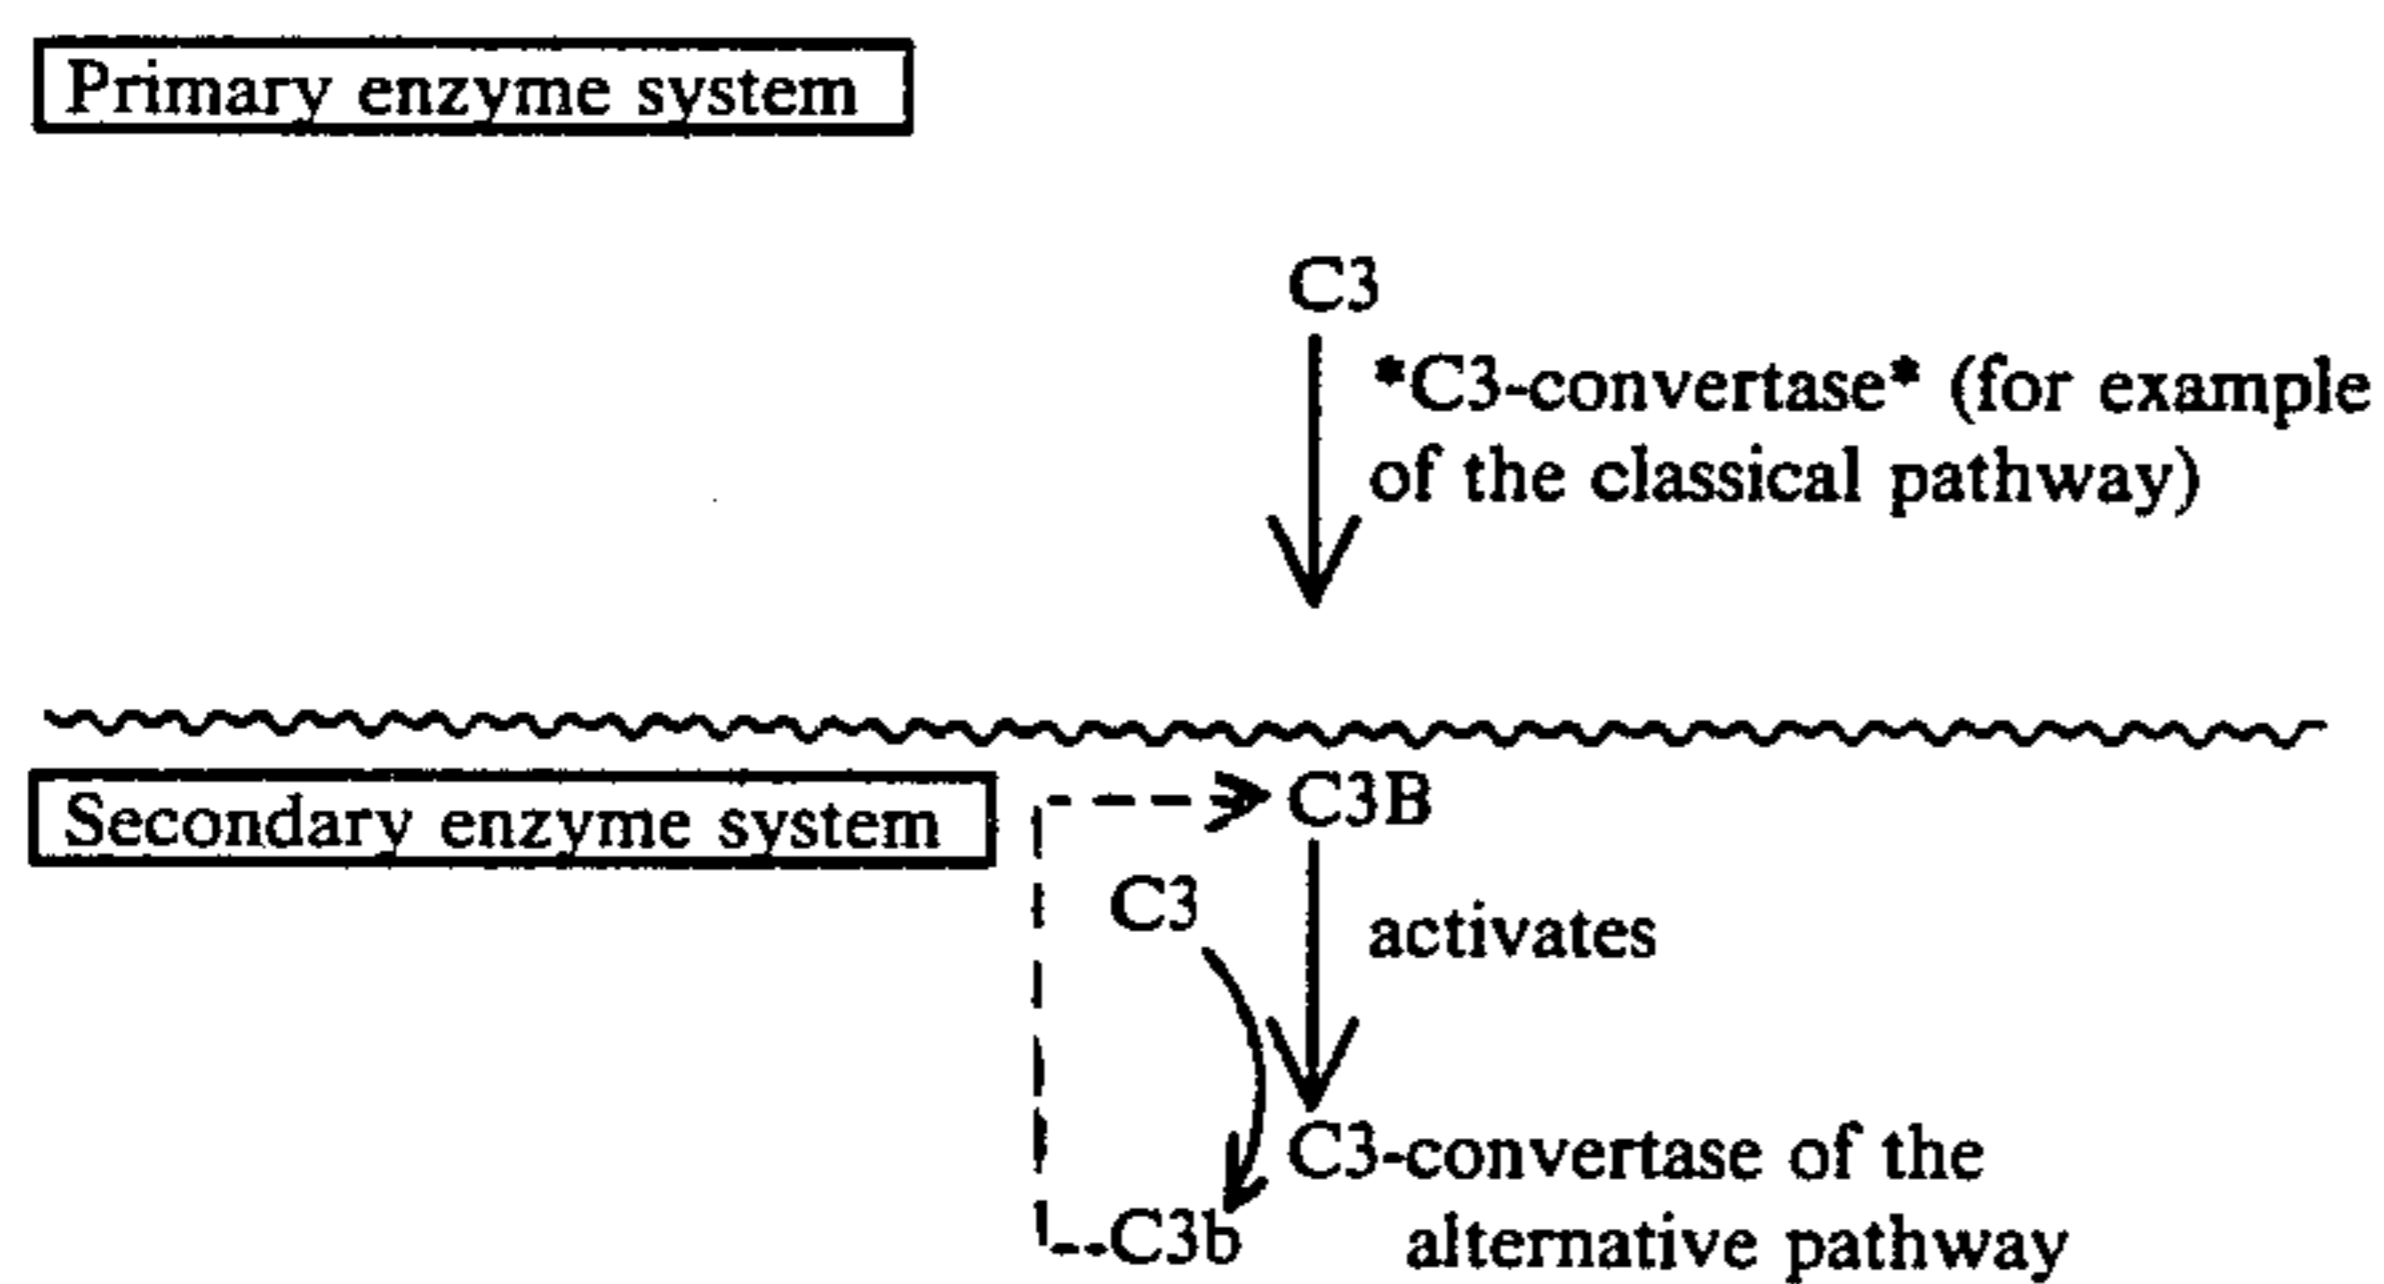 Primary enzyme system
C3
*C3-convertase* (for example
of the classical pathway)
Secondary enzyme system
C3B
C3
activates
C3-convertase of the
C3b
alternative pathway